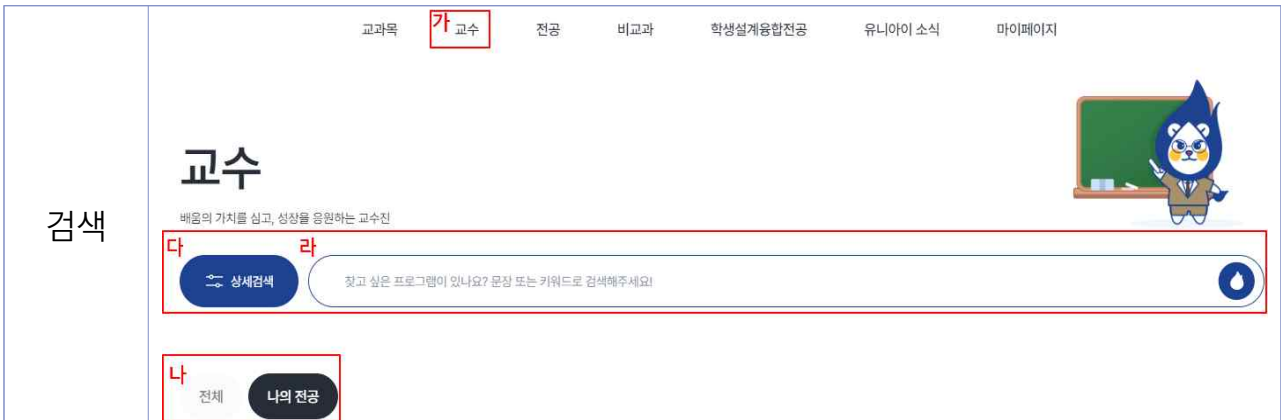 교과목 가 교수 전공 비교과 학생설계융합전공 유니아이 소식 마이페이지
교수
검색
배움의 가치를 심고, 성장을 응원하는 교수진
다 라
상세검색 찾고 싶은 프로그램이 있나요? 문장 또는 키워드로 검색해주세요!
나
전체 나의 전공